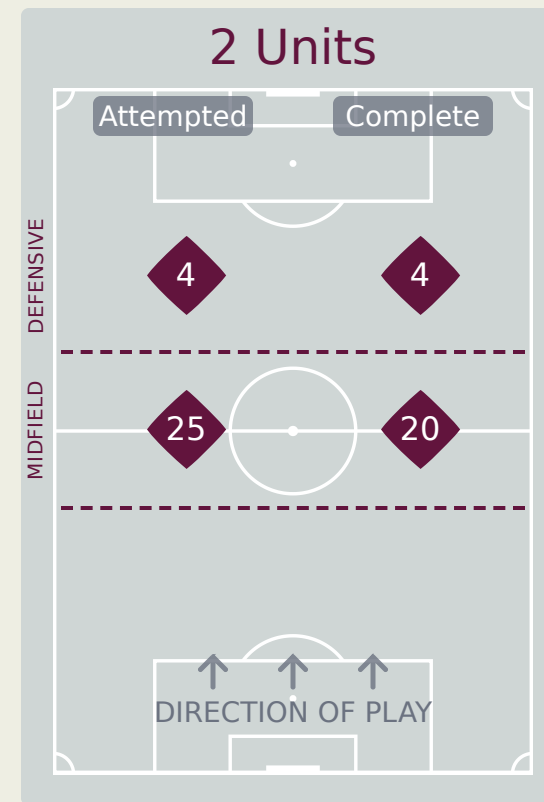 2 Units
Attempted Complete
DEFENSIVE
4 4
MIDFIELD
25 20
DIRECTION OF PLAY